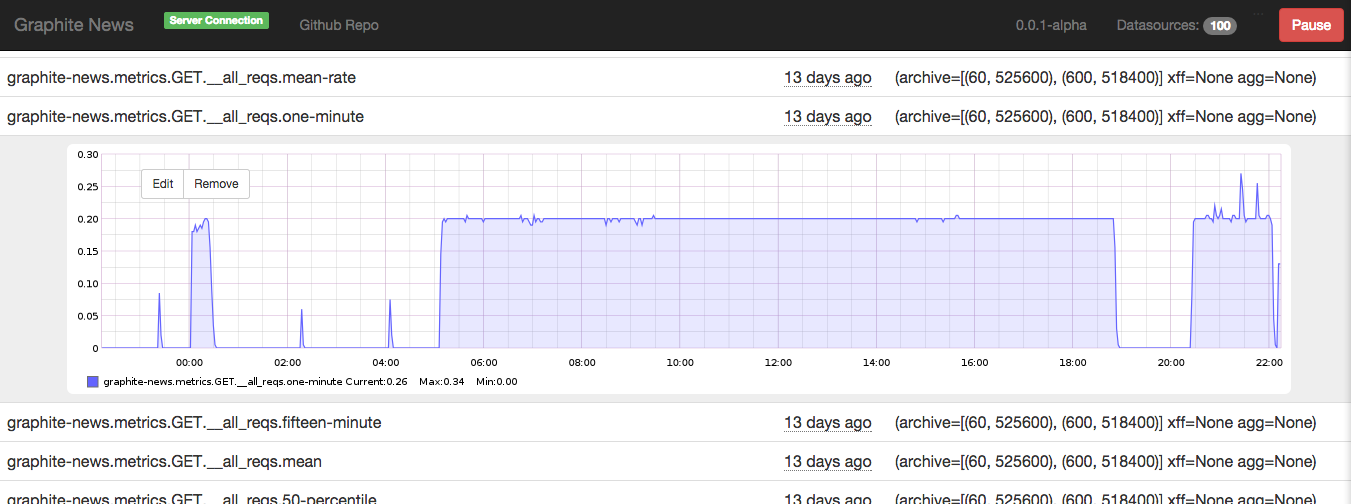 Graphite News Server Connection Github Repo 0.0.1-alpha Datasources: 100 Pause
graphite-news.metrics.GET.__all_reqs.mean-rate 13 days ago (archive=[(60, 525600), (600, 518400)] xff=None agg=None)
graphite-news.metrics.GET.__all_reqs.one-minute 13 days ago (archive=[(60, 525600), (600, 518400)] xff=None agg=None)
0.30
Edit Remove
0.25
0.20
0.15
0.10
0.05
0
00:00 02:00 04:00 06:00 08:00 10:00 12:00 14:00 16:00 18:00 20:00 22:00
graphite-news.metrics.GET.__all_reqs.one-minute Current:0.26 Max:0.34 Min:0.00
graphite-news.metrics.GET.__all_reqs.fifteen-minute 13 days ago (archive=[(60, 525600), (600, 518400)] xff=None agg=None)
graphite-news.metrics.GET.__all_reqs.mean 13 days ago (archive=[(60, 525600), (600, 518400)] xff=None agg=None)
graphite-news.metrics.GET.__all_reqs.50-percentile 13 days ago (archive=[(60, 525600), (600, 518400)] xff=None agg=None)